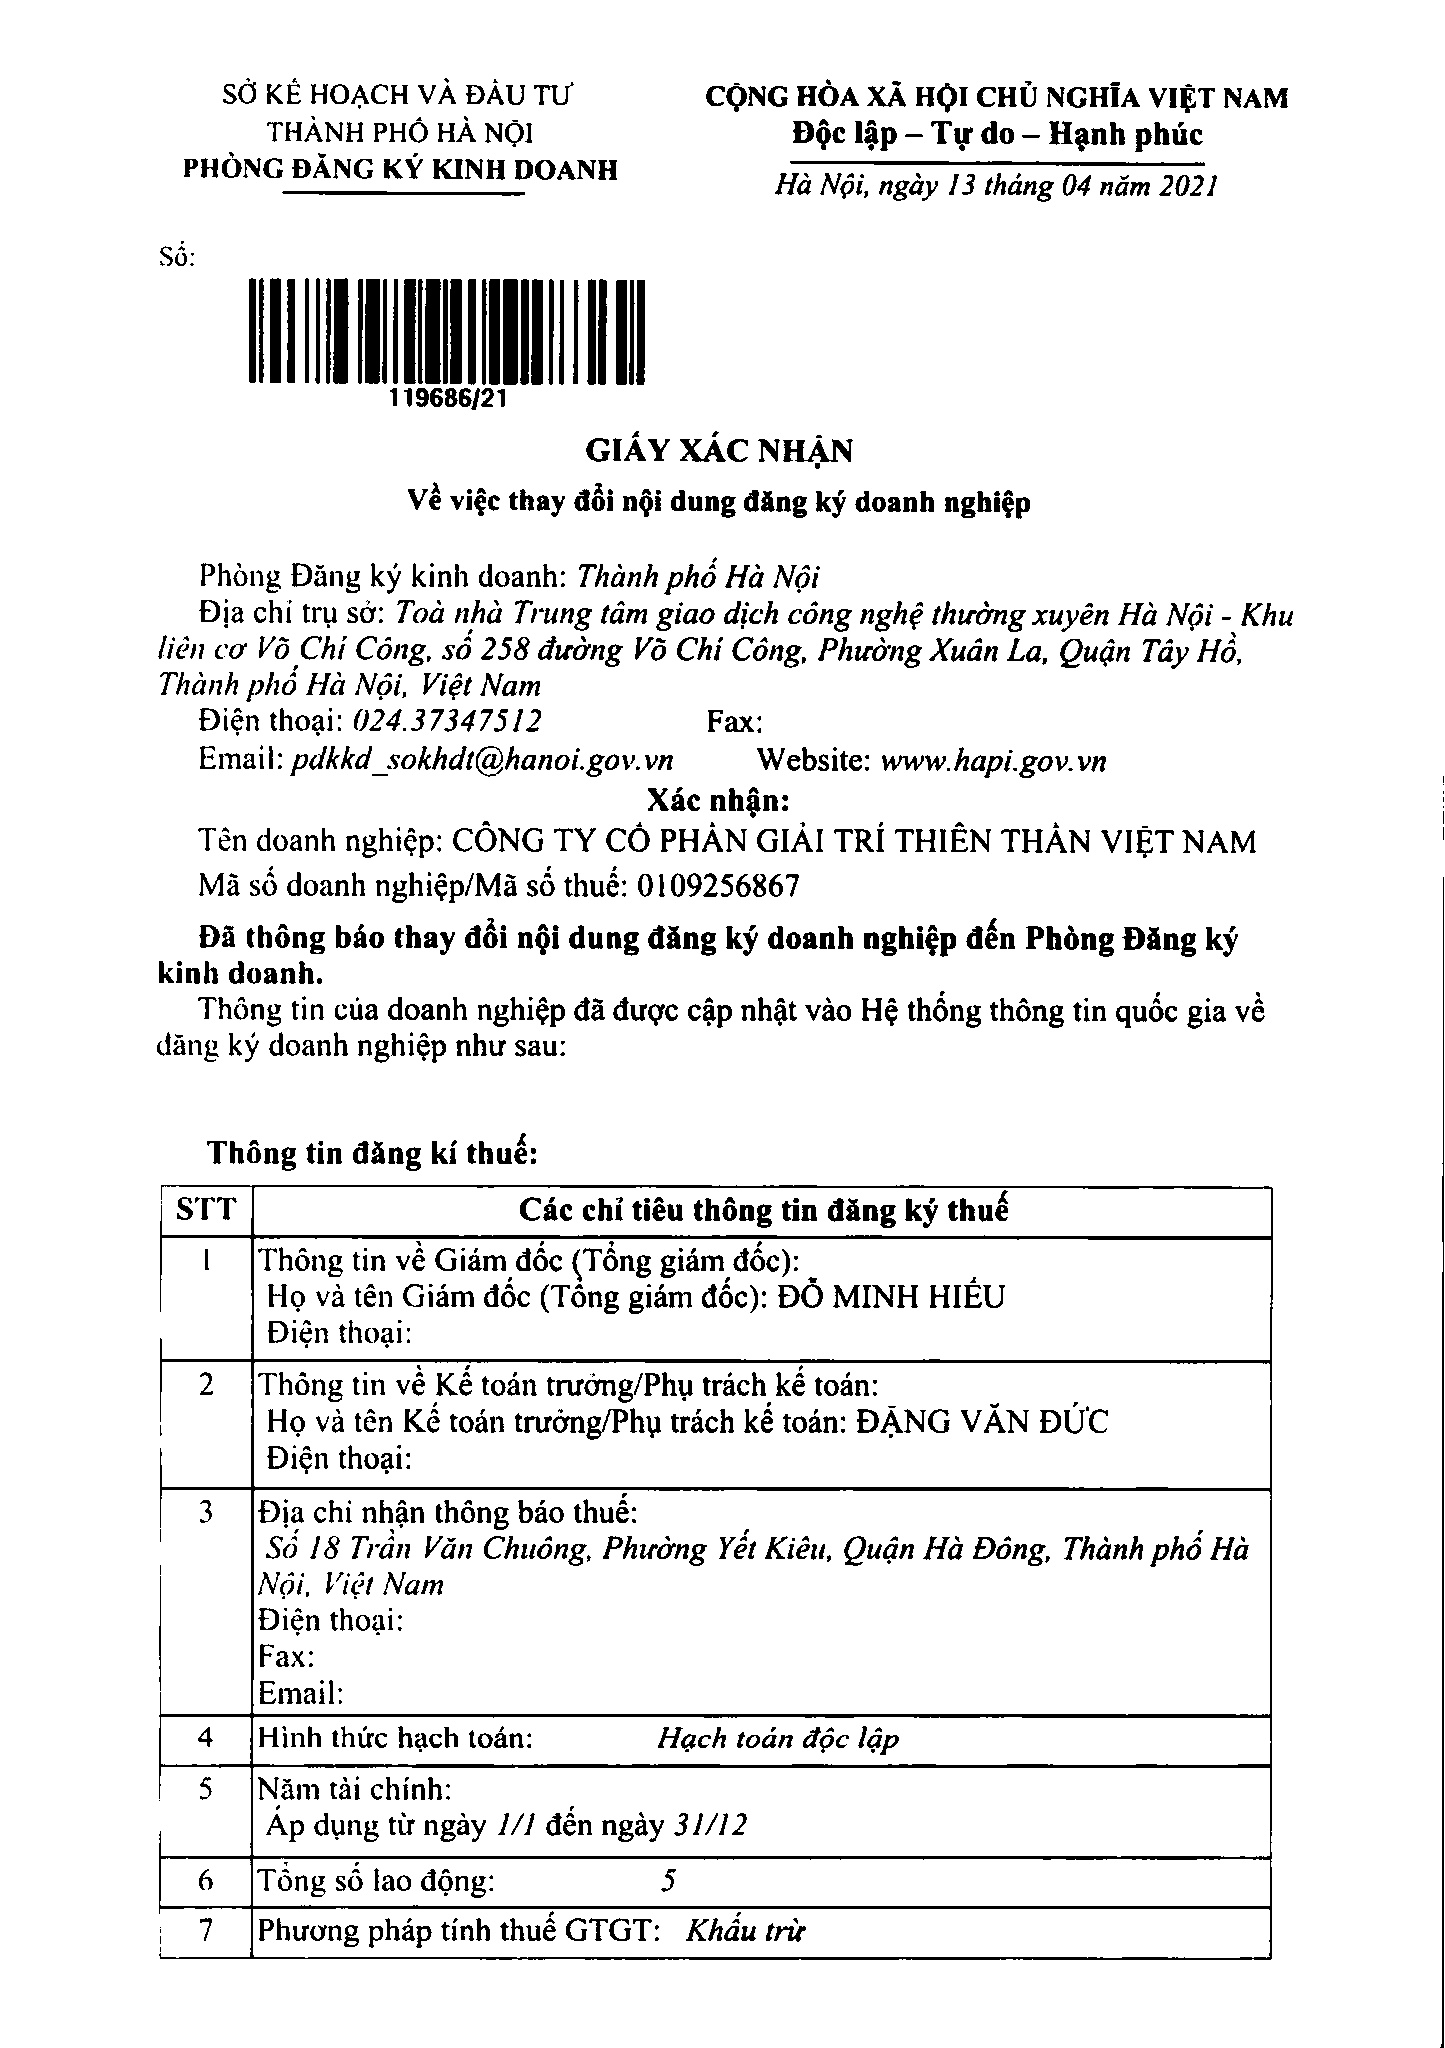 SỞ KẾ HOẠCH VÀ ĐẦU TƯ
THÀNH PHỐ HÀ NỘI
PHÒNG ĐĂNG KÝ KINH DOANH
CỘNG HÒA XÃ HỘI CHỦ NGHĨA VIỆT NAM
Độc lập – Tự do – Hạnh phúc
Hà Nội, ngày 13 tháng 04 năm 2021
Số:
119686/21
GIẤY XÁC NHẬN
Về việc thay đổi nội dung đăng ký doanh nghiệp
Phòng Đăng ký kinh doanh: Thành phố Hà Nội
Địa chỉ trụ sở: Toà nhà Trung tâm giao dịch công nghệ thường xuyên Hà Nội - Khu
liên cơ Võ Chí Công, số 258 đường Võ Chí Công, Phường Xuân La, Quận Tây Hồ,
Thành phố Hà Nội, Việt Nam
Điện thoại: 024.37347512 Fax:
Email: pdkkd_sokhdt@hanoi.gov.vn Website: www.hapi.gov.vn
Xác nhận:
Tên doanh nghiệp: CÔNG TY CỔ PHẦN GIẢI TRÍ THIÊN THẦN VIỆT NAM
Mã số doanh nghiệp/Mã số thuế: 0109256867
Đã thông báo thay đổi nội dung đăng ký doanh nghiệp đến Phòng Đăng ký
kinh doanh.
Thông tin của doanh nghiệp đã được cập nhật vào Hệ thống thông tin quốc gia về
đăng ký doanh nghiệp như sau:
Thông tin đăng kí thuế:
STT Các chỉ tiêu thông tin đăng ký thuế
1 Thông tin về Giám đốc (Tổng giám đốc):
Họ và tên Giám đốc (Tổng giám đốc): ĐỖ MINH HIẾU
Điện thoại:
2 Thông tin về Kế toán trưởng/Phụ trách kế toán:
Họ và tên Kế toán trưởng/Phụ trách kế toán: ĐẶNG VĂN ĐỨC
Điện thoại:
3 Địa chỉ nhận thông báo thuế:
Số 18 Trần Văn Chuông, Phường Yết Kiêu, Quận Hà Đông, Thành phố Hà
Nội, Việt Nam
Điện thoại:
Fax:
Email:
4 Hình thức hạch toán: Hạch toán độc lập
5 Năm tài chính:
Áp dụng từ ngày 1/1 đến ngày 31/12
6 Tổng số lao động: 5
7 Phương pháp tính thuế GTGT: Khấu trừ